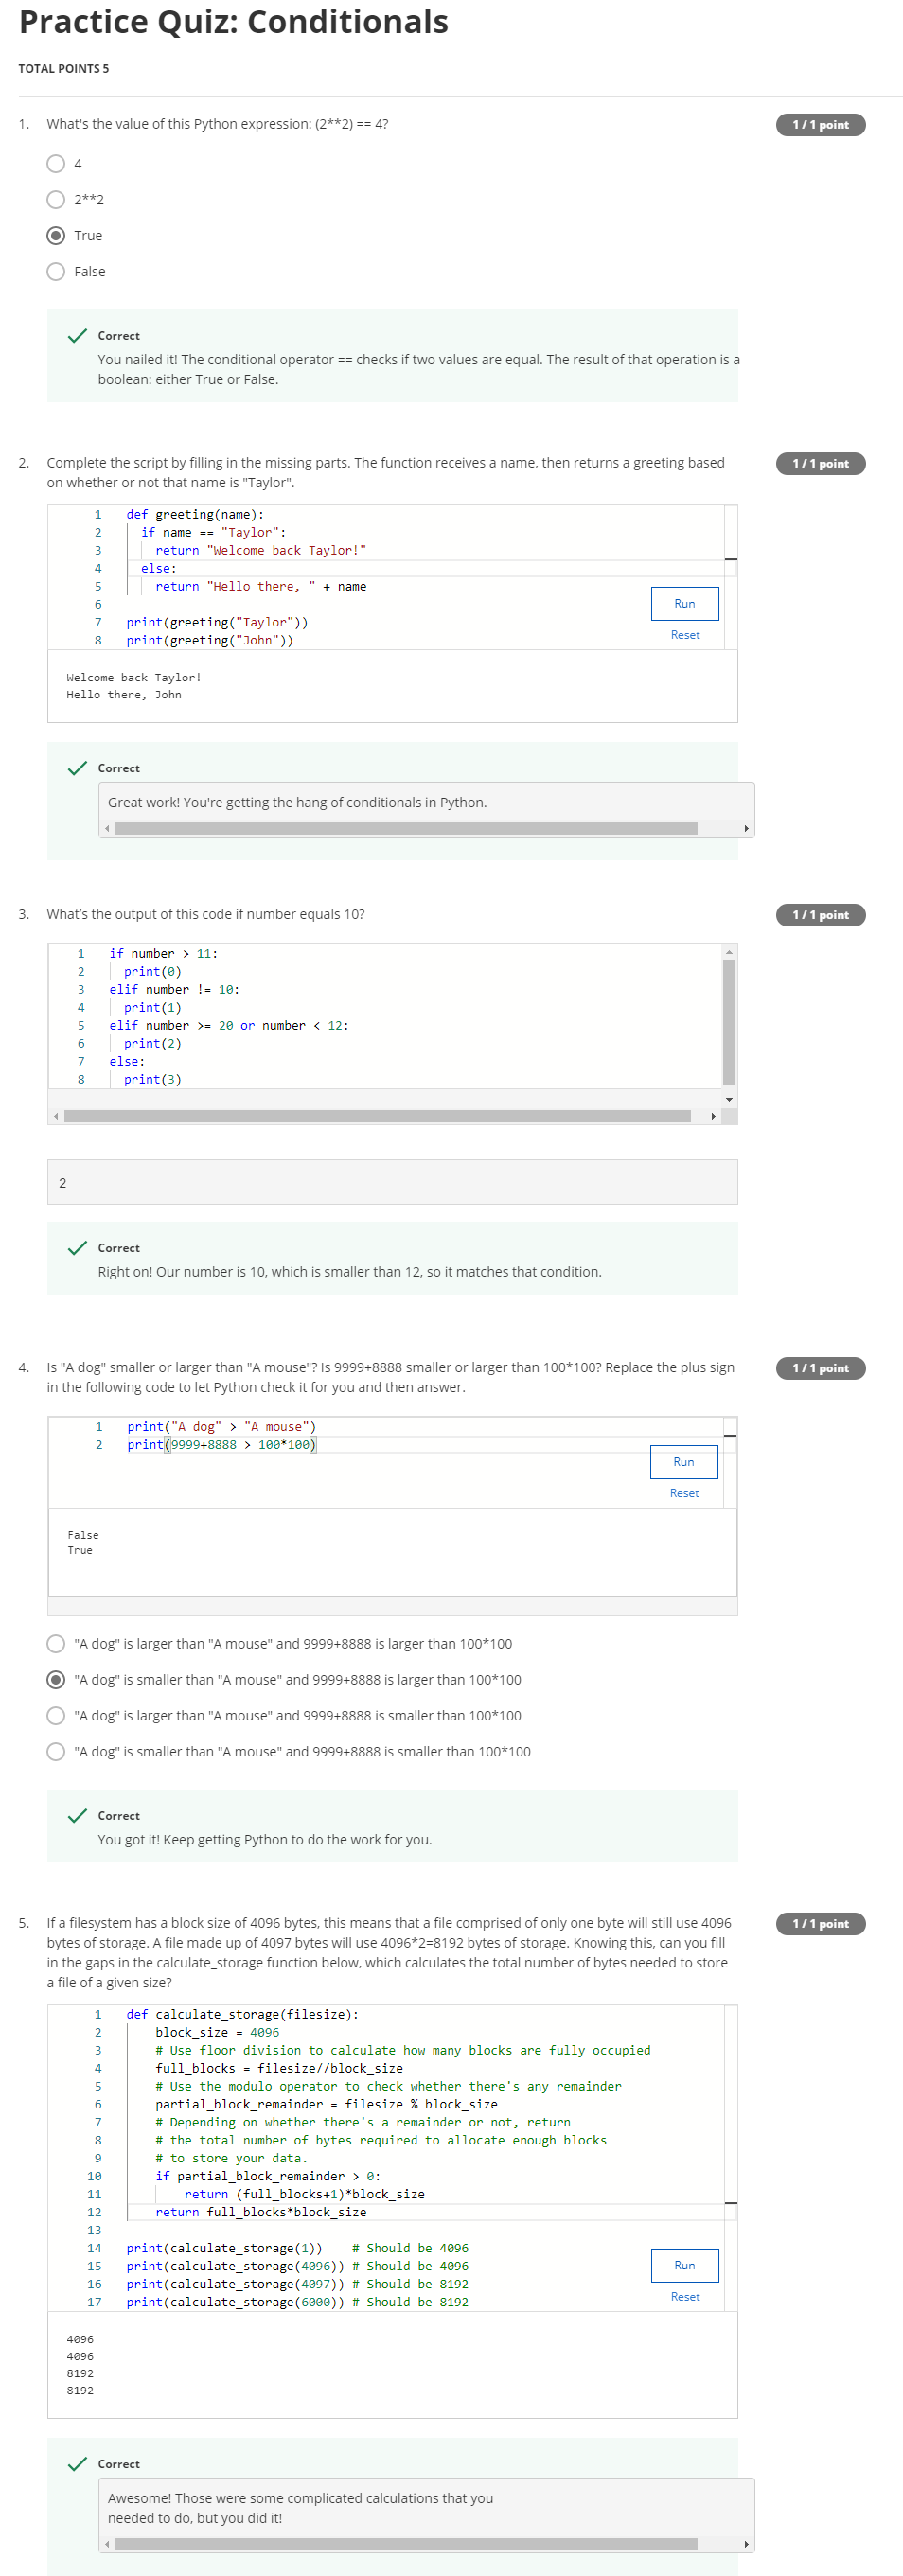 Practice Quiz: Conditionals
TOTAL POINTS 5
1. What's the value of this Python expression: (2**2) == 4?
1 / 1 point
4
2**2
True
False
Correct
You nailed it! The conditional operator == checks if two values are equal. The result of that operation is a
boolean: either True or False.
2. Complete the script by filling in the missing parts. The function receives a name, then returns a greeting based
on whether or not that name is "Taylor".
1 / 1 point
1 def greeting(name):
2   if name == "Taylor":
3     return "Welcome back Taylor!"
4   else:
5     return "Hello there, " + name
6
7 print(greeting("Taylor"))
8 print(greeting("John"))
Run
Reset
Welcome back Taylor!
Hello there, John
Correct
Great work! You're getting the hang of conditionals in Python.
3. What's the output of this code if number equals 10?
1 / 1 point
1 if number > 11:
2   print(0)
3 elif number != 10:
4   print(1)
5 elif number >= 20 or number < 12:
6   print(2)
7 else:
8   print(3)
2
Correct
Right on! Our number is 10, which is smaller than 12, so it matches that condition.
4. Is "A dog" smaller or larger than "A mouse"? Is 9999+8888 smaller or larger than 100*100? Replace the plus sign
in the following code to let Python check it for you and then answer.
1 / 1 point
1 print("A dog" > "A mouse")
2 print(9999+8888 > 100*100)
Run
Reset
False
True
"A dog" is larger than "A mouse" and 9999+8888 is larger than 100*100
"A dog" is smaller than "A mouse" and 9999+8888 is larger than 100*100
"A dog" is larger than "A mouse" and 9999+8888 is smaller than 100*100
"A dog" is smaller than "A mouse" and 9999+8888 is smaller than 100*100
Correct
You got it! Keep getting Python to do the work for you.
5. If a filesystem has a block size of 4096 bytes, this means that a file comprised of only one byte will still use 4096
bytes of storage. A file made up of 4097 bytes will use 4096*2=8192 bytes of storage. Knowing this, can you fill
in the gaps in the calculate_storage function below, which calculates the total number of bytes needed to store
a file of a given size?
1 / 1 point
1 def calculate_storage(filesize):
2     block_size = 4096
3     # Use floor division to calculate how many blocks are fully occupied
4     full_blocks = filesize//block_size
5     # Use the modulo operator to check whether there's any remainder
6     partial_block_remainder = filesize % block_size
7     # Depending on whether there's a remainder or not, return
8     # the total number of bytes required to allocate enough blocks
9     # to store your data.
10     if partial_block_remainder > 0:
11         return (full_blocks+1)*block_size
12     return full_blocks*block_size
13
14 print(calculate_storage(1))    # Should be 4096
15 print(calculate_storage(4096)) # Should be 4096
16 print(calculate_storage(4097)) # Should be 8192
17 print(calculate_storage(6000)) # Should be 8192
Run
Reset
4096
4096
8192
8192
Correct
Awesome! Those were some complicated calculations that you
needed to do, but you did it!